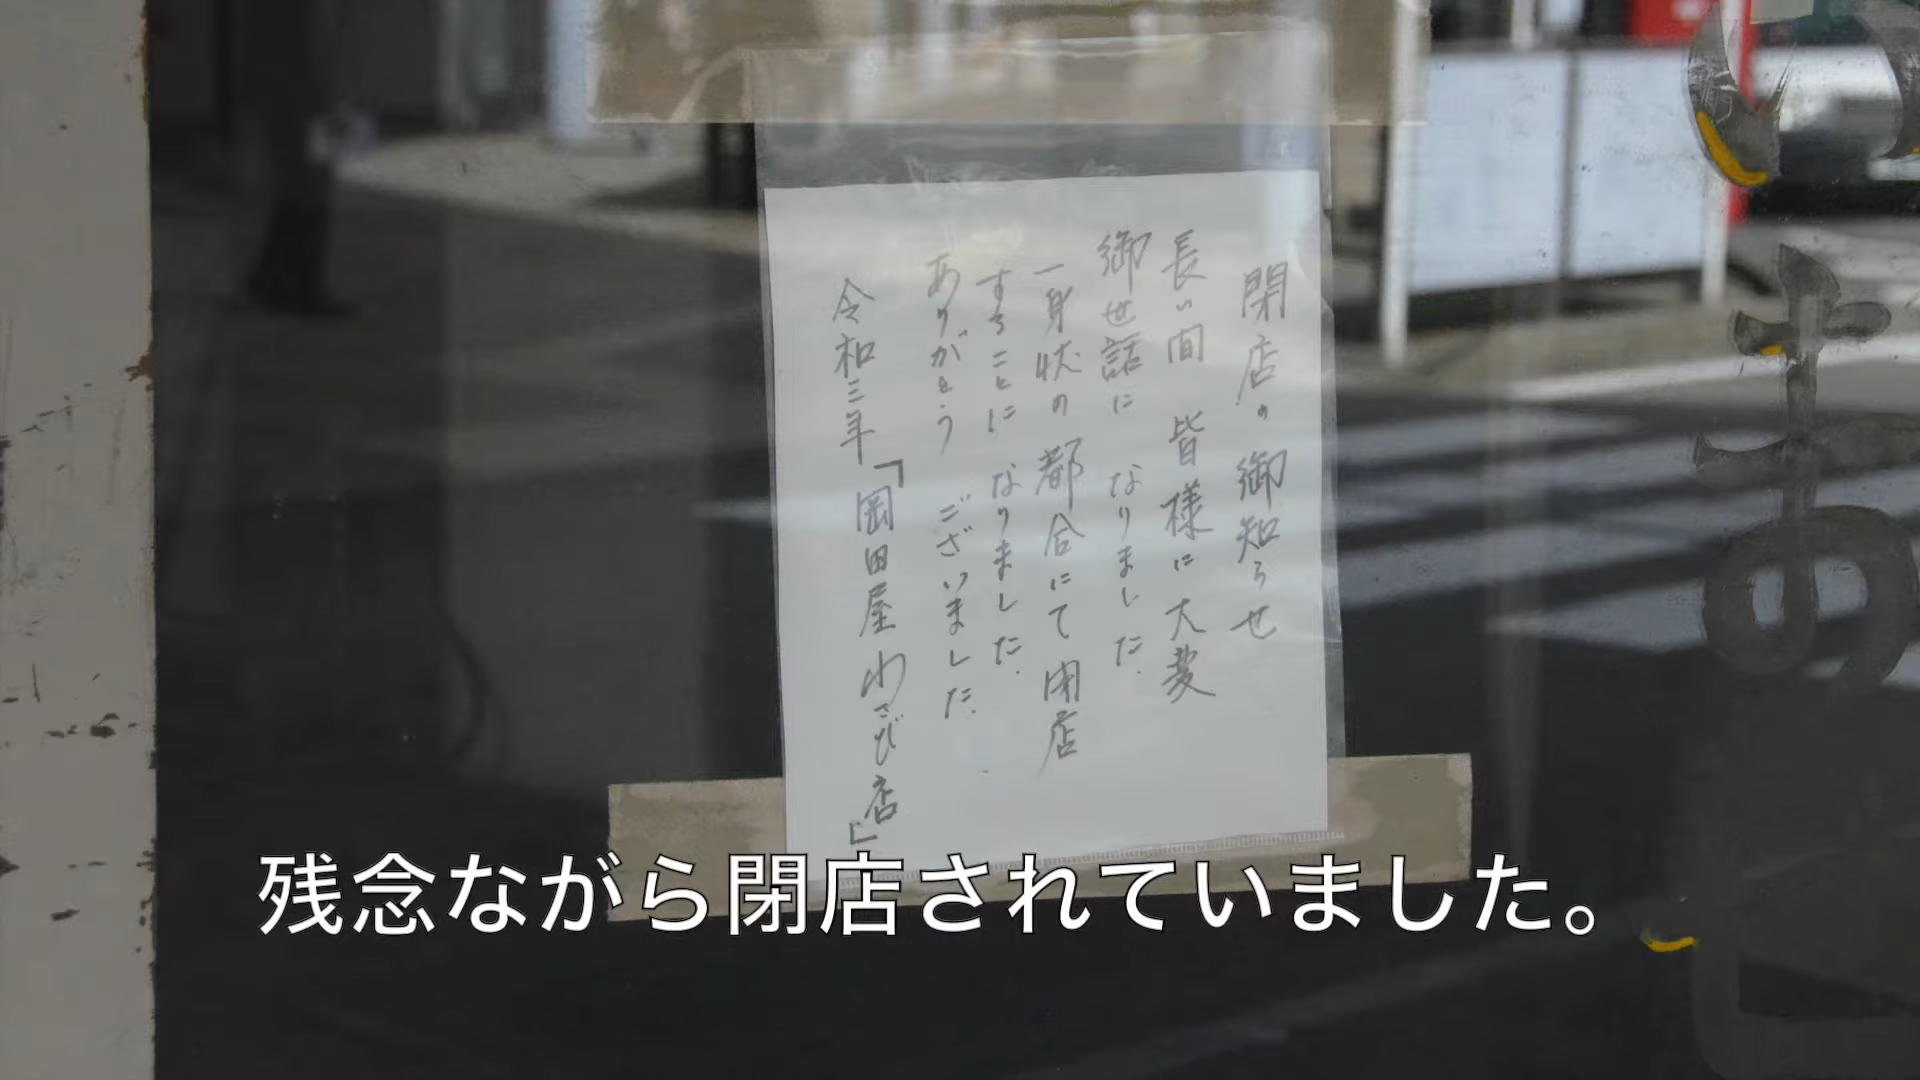 閉店の御知らせ
長い間 皆様に大変
御世話に なりました.
一身状の都合にて閉店
することに なりました.
ありがとう ございました.
令和三年「岡田屋わさび店」
残念ながら閉店されていました。